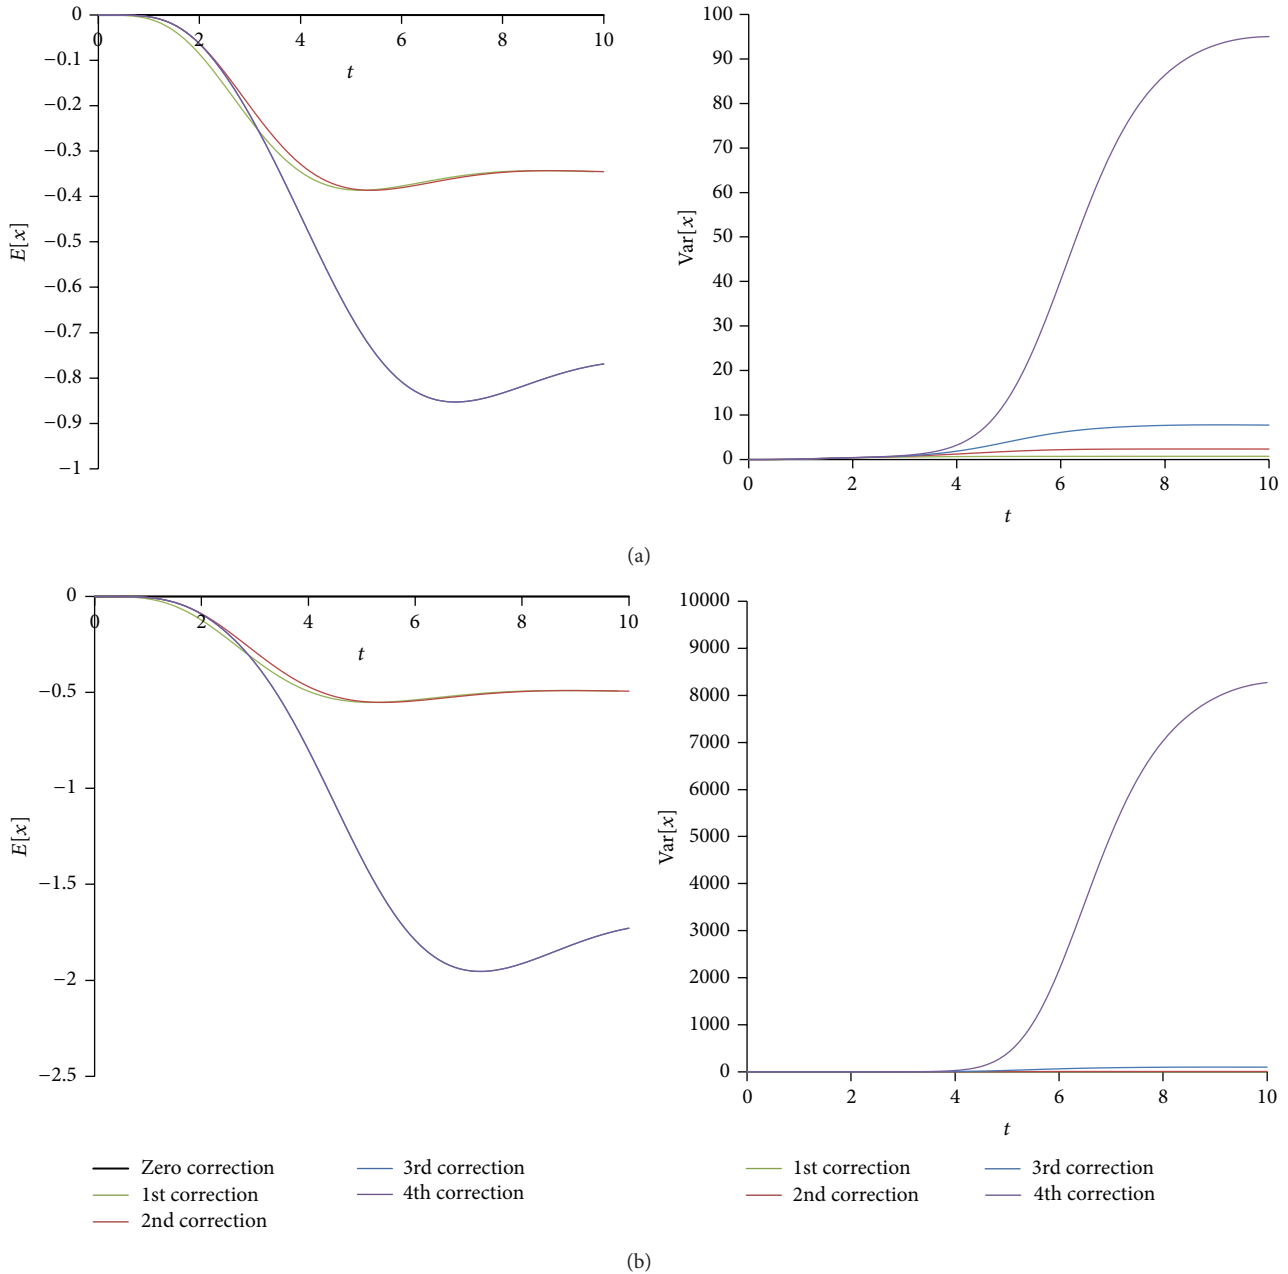 0
−0.1
−0.2
−0.3
−0.4
−0.5
−0.6
−0.7
−0.8
−0.9
−1
0 2 4 6 8 10
t
E[x]
100
90
80
70
60
50
40
30
20
10
0
0 2 4 6 8 10
t
Var[x]
(a)
0
−0.5
−1
−1.5
−2
−2.5
0 2 4 6 8 10
t
E[x]
10000
9000
8000
7000
6000
5000
4000
3000
2000
1000
0
0 2 4 6 8 10
t
Var[x]
Zero correction
1st correction
2nd correction
3rd correction
4th correction
1st correction
2nd correction
3rd correction
4th correction
(b)